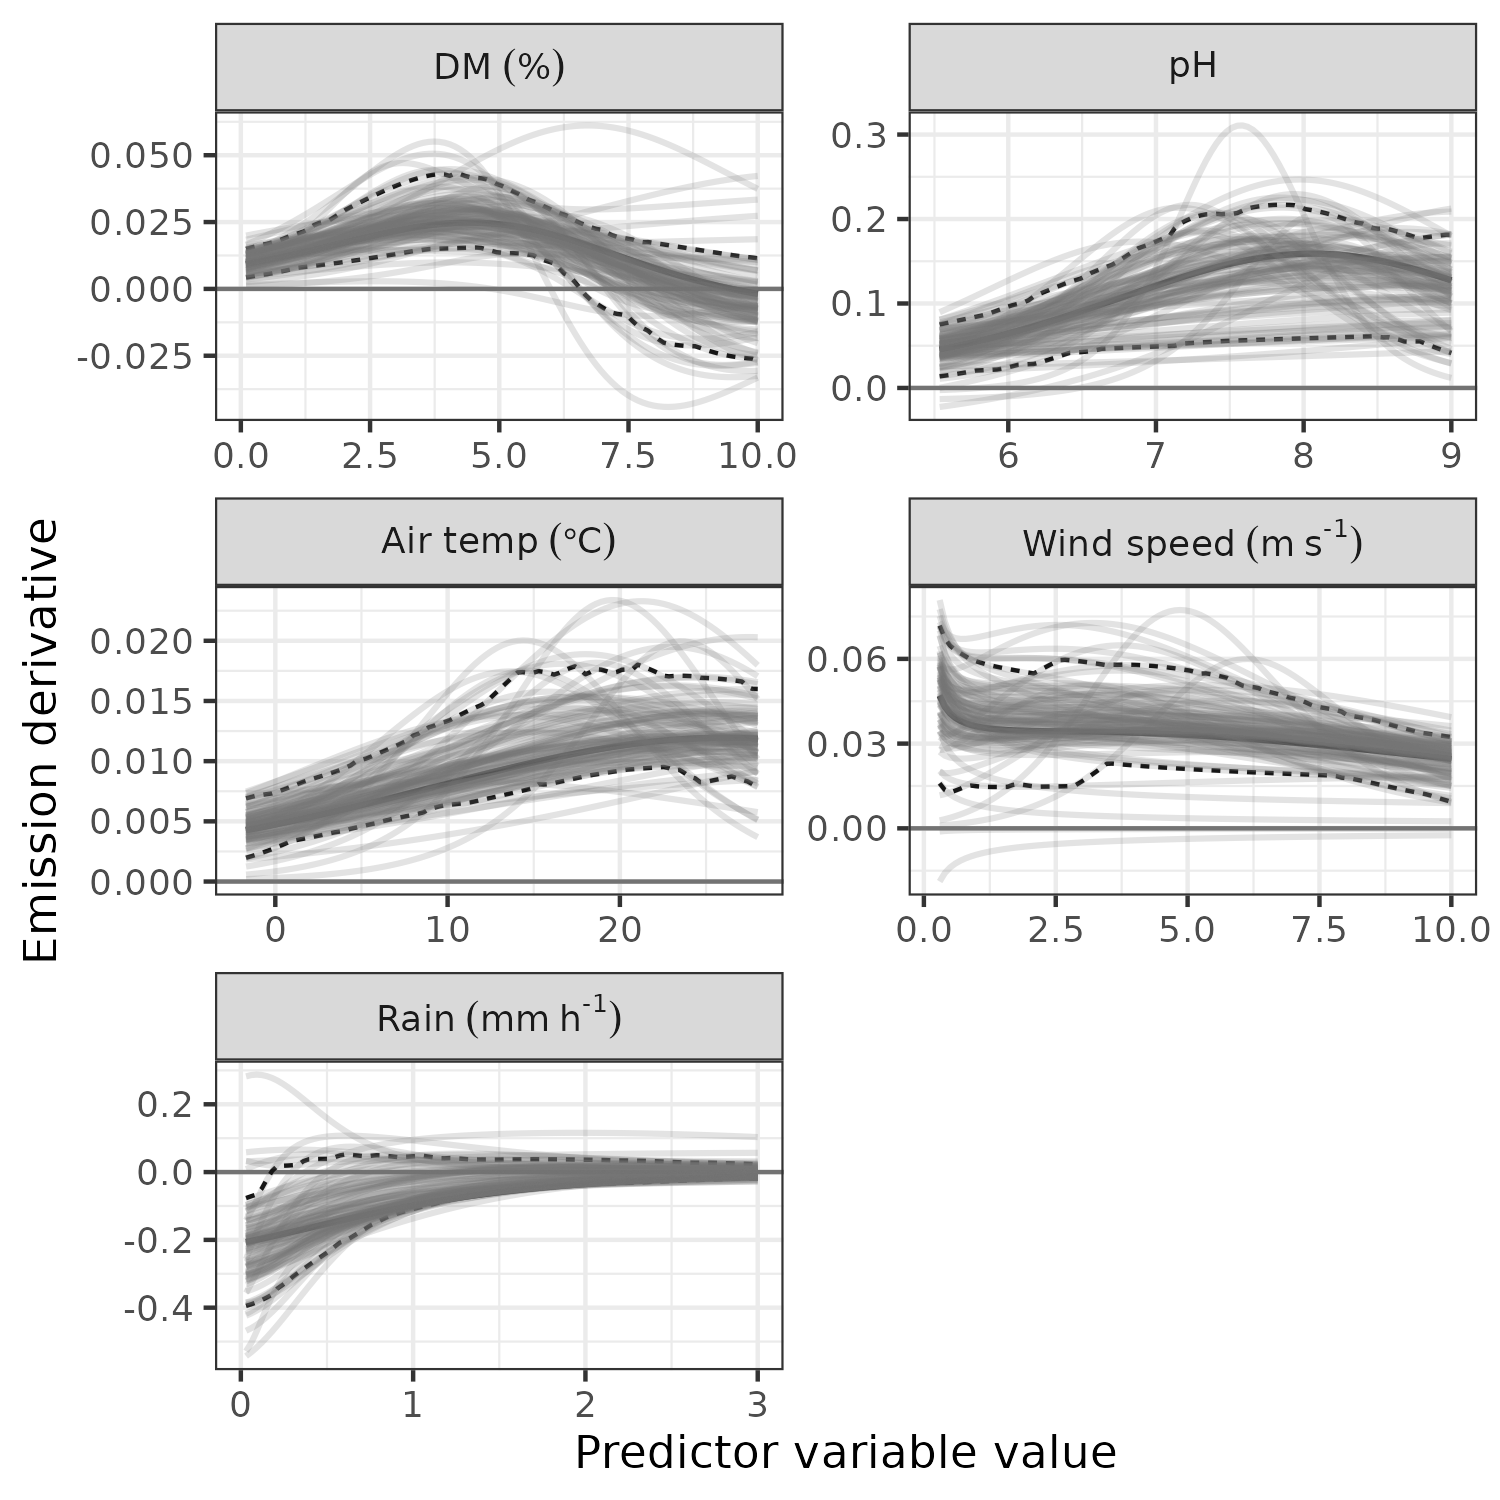 DM (%)
pH
0.050
0.025
0.000
-0.025
0.0 2.5 5.0 7.5 10.0
0.3
0.2
0.1
0.0
6 7 8 9
Air temp (°C)
Wind speed (m s-1)
0.020
0.015
0.010
0.005
0.000
0 10 20
0.06
0.03
0.00
0.0 2.5 5.0 7.5 10.0
Rain (mm h-1)
0.2
0.0
-0.2
-0.4
0 1 2 3
Emission derivative
Predictor variable value